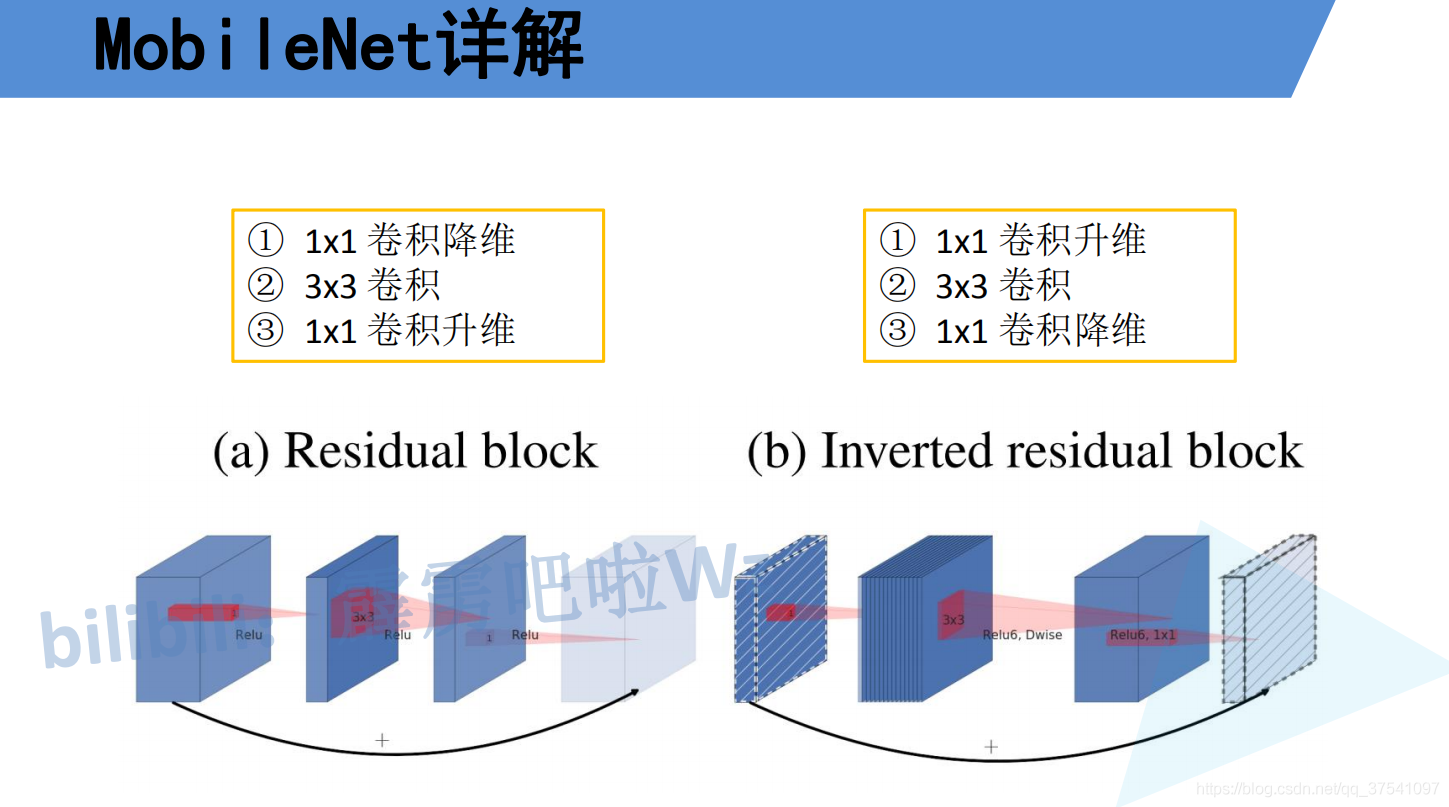 MobileNet详解
① 1x1 卷积降维
② 3x3 卷积
③ 1x1 卷积升维
① 1x1 卷积升维
② 3x3 卷积
③ 1x1 卷积降维
(a) Residual block
(b) Inverted residual block
1
Relu
3x3
Relu
1
Relu
+
1
3x3
Relu6, Dwise
Relu6, 1x1
+
bilibili: 霹雳吧啦Wz
https://blog.csdn.net/qq_37541097